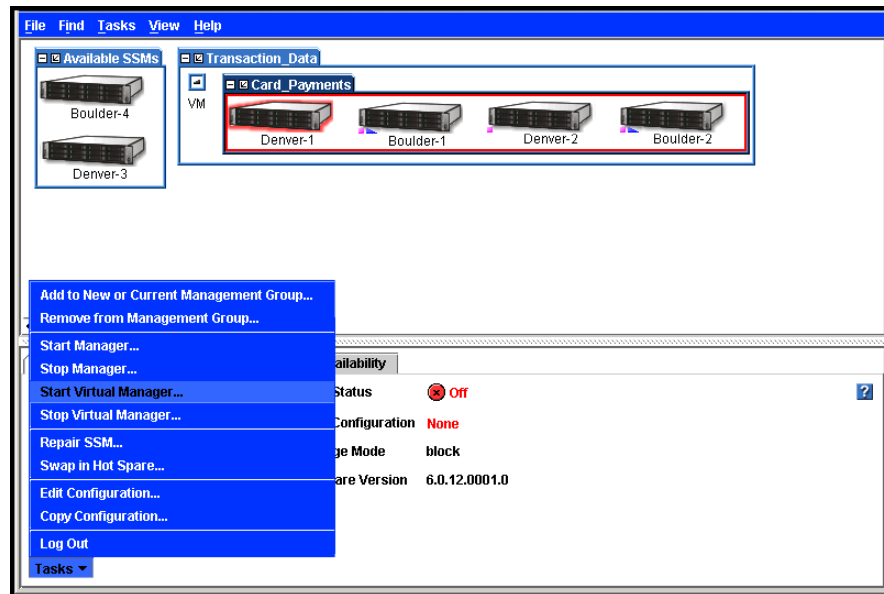 File Find Tasks View Help
Available SSMs
Transaction_Data
Card_Payments
VM
Boulder-4
Denver-3
Denver-1
Boulder-1
Denver-2
Boulder-2
Add to New or Current Management Group...
Remove from Management Group...
Start Manager...
Stop Manager...
Start Virtual Manager...
Stop Virtual Manager...
Repair SSM...
Swap in Hot Spare...
Edit Configuration...
Copy Configuration...
Log Out
Tasks
ailability
Status Off
Configuration None
ge Mode block
are Version 6.0.12.0001.0
?